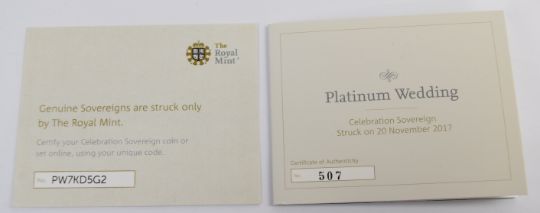 The
Royal
Mint
Genuine Sovereigns are struck only
by The Royal Mint.
Certify your Celebration Sovereign coin or
set online, using your unique code.
PW7KD5G2
Platinum Wedding
Celebration Sovereign
Struck on 20 November 2017
Certificate of Authenticity
No. 507